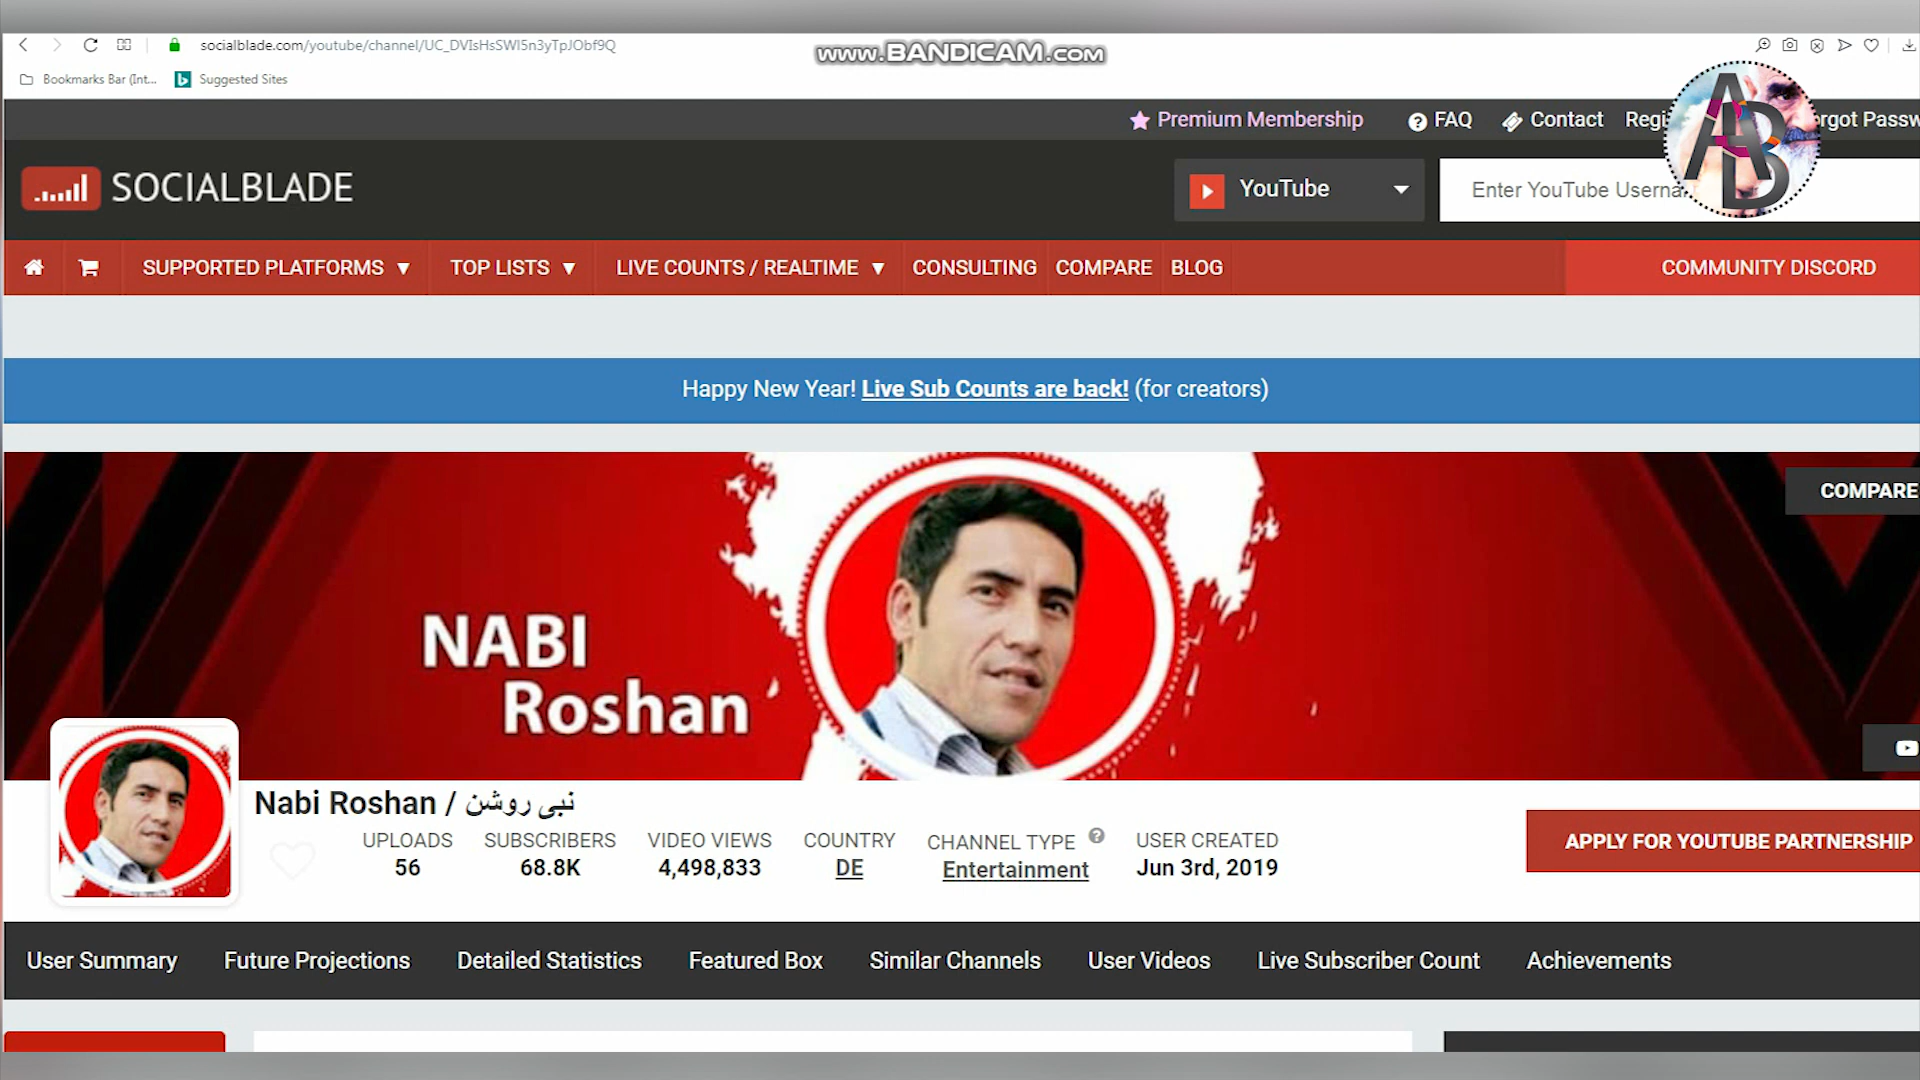 socialblade.com/youtube/channel/UC_DVIsHsSWl5n3yTpJObf9Q
www.BANDICAM.com
Bookmarks Bar (Int...
Suggested Sites
Premium Membership
FAQ
Contact
SOCIALBLADE
YouTube
Enter YouTube
ABA
SUPPORTED PLATFORMS ▼
TOP LISTS ▼
LIVE COUNTS / REALTIME ▼
CONSULTING
COMPARE
BLOG
COMMUNITY DISCORD
Happy New Year! Live Sub Counts are back! (for creators)
COMPARE
NABI
Roshan
Nabi Roshan / نبی روشن
UPLOADS
56
SUBSCRIBERS
68.8K
VIDEO VIEWS
4,498,833
COUNTRY
DE
CHANNEL TYPE
Entertainment
USER CREATED
Jun 3rd, 2019
APPLY FOR YOUTUBE PARTNERSHIP
User Summary
Future Projections
Detailed Statistics
Featured Box
Similar Channels
User Videos
Live Subscriber Count
Achievements